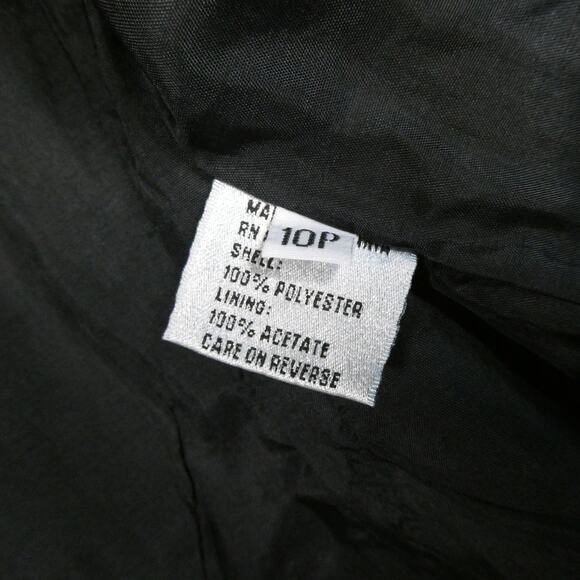 10P
RN
SHELL:
100% POLYESTER
LINING:
100% ACETATE
CARE ON REVERSE